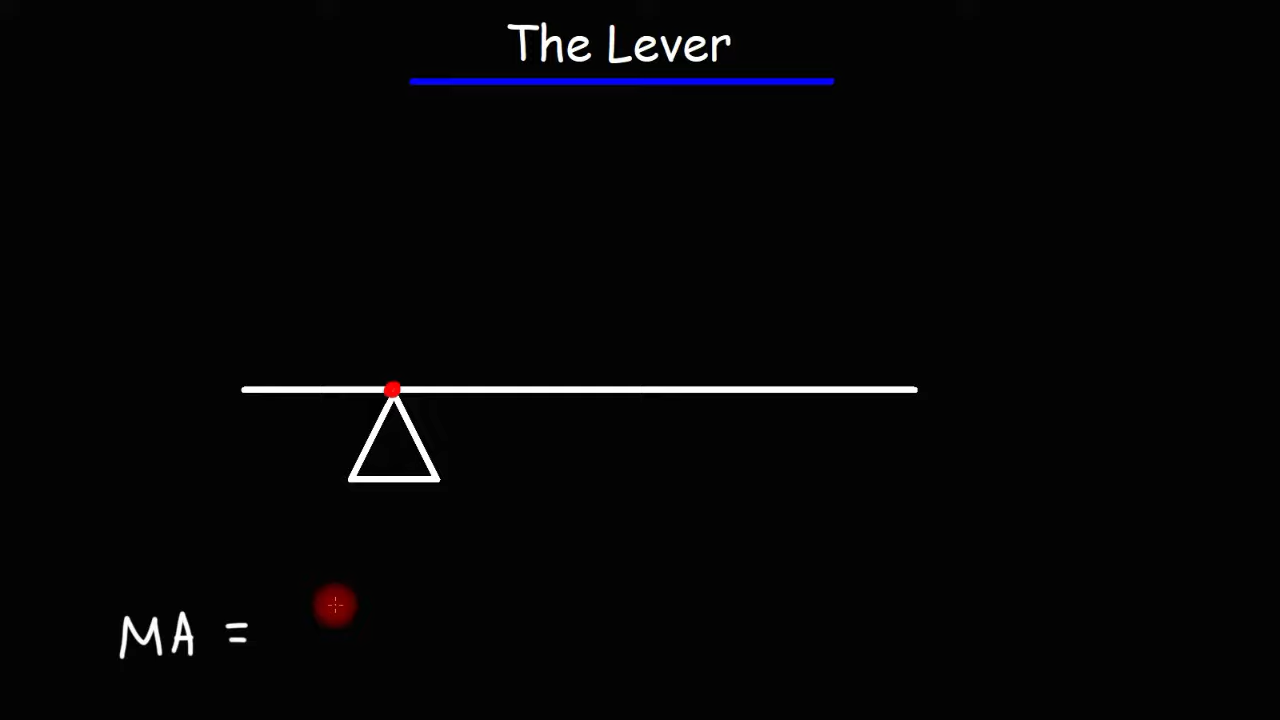 The Lever
MA =